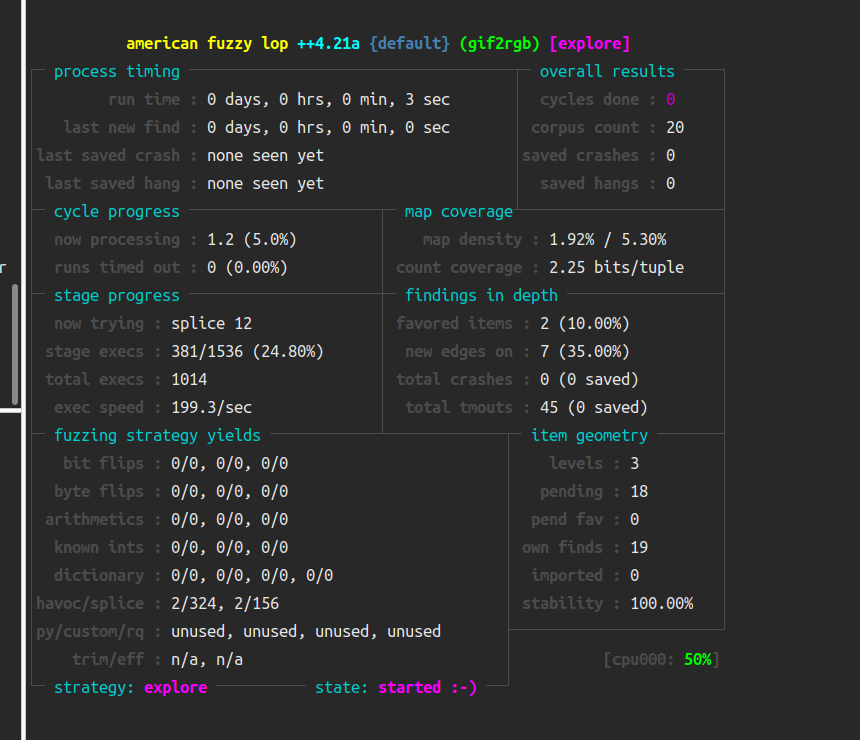 american fuzzy lop ++4.21a {default} (gif2rgb) [explore]
process timing overall results
run time : 0 days, 0 hrs, 0 min, 3 sec cycles done : 0
last new find : 0 days, 0 hrs, 0 min, 0 sec corpus count : 20
last saved crash : none seen yet saved crashes : 0
last saved hang : none seen yet saved hangs : 0
cycle progress map coverage
now processing : 1.2 (5.0%) map density : 1.92% / 5.30%
r runs timed out : 0 (0.00%) count coverage : 2.25 bits/tuple
stage progress findings in depth
now trying : splice 12 favored items : 2 (10.00%)
stage execs : 381/1536 (24.80%) new edges on : 7 (35.00%)
total execs : 1014 total crashes : 0 (0 saved)
exec speed : 199.3/sec total tmouts : 45 (0 saved)
fuzzing strategy yields item geometry
bit flips : 0/0, 0/0, 0/0 levels : 3
byte flips : 0/0, 0/0, 0/0 pending : 18
arithmetics : 0/0, 0/0, 0/0 pend fav : 0
known ints : 0/0, 0/0, 0/0 own finds : 19
dictionary : 0/0, 0/0, 0/0, 0/0 imported : 0
havoc/splice : 2/324, 2/156 stability : 100.00%
py/custom/rq : unused, unused, unused, unused
trim/eff : n/a, n/a [cpu000: 50%]
strategy: explore state: started :-)